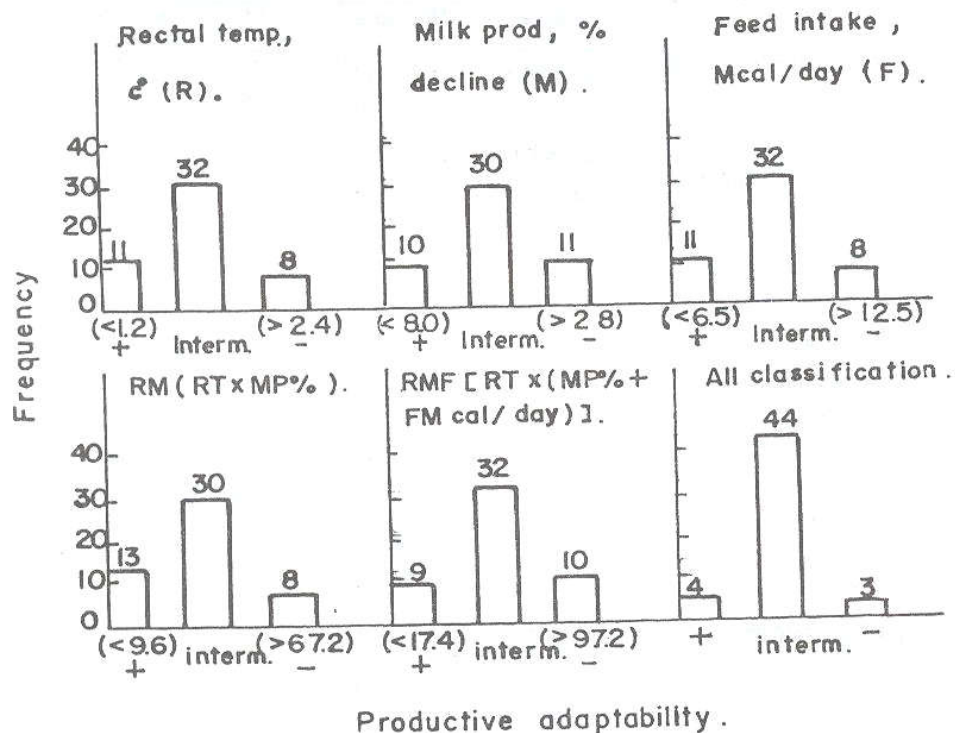 Rectal temp.,
c̊ (R).
40
30
20
10
0
11
32
8
(<1.2)
+
Interm.
(>2.4)
−
Milk prod, %
decline (M).
10
30
11
(<8.0)
+
Interm.
(>28)
−
Feed intake,
Mcal/day (F).
11
32
8
(<6.5)
+
Interm.
(>12.5)
−
Frequency
RM (RT x MP%).
40
30
20
10
0
13
30
8
(<9.6)
+
interm.
(>67.2)
−
RMF [RT x (MP%+
FM cal/day)].
9
32
10
(<17.4)
+
interm.
(>97.2)
−
All classification.
4
44
3
+
interm.
−
Productive adaptability.